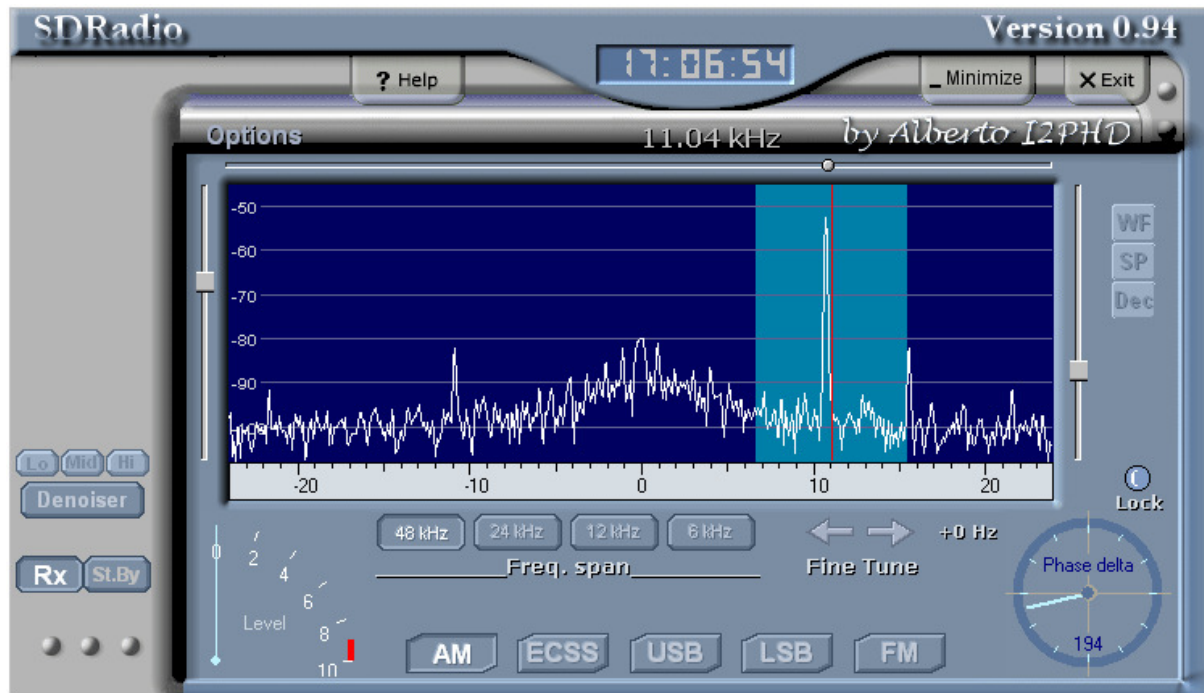 SDRadio
Version 0.94
17:06:54
? Help
_ Minimize
X Exit
Options
11.04 kHz
by Alberto I2PHD
-50
-60
-70
-80
-90
WF
SP
Dec
-20 -10 0 10 20
Lo Mid Hi
Denoiser
Lock
48 kHz 24 kHz 12 kHz 6 kHz
+0 Hz
Freq. span
Fine Tune
Rx St.By
0
2
4
6
8
10
Level
Phase delta
194
AM ECSS USB LSB FM